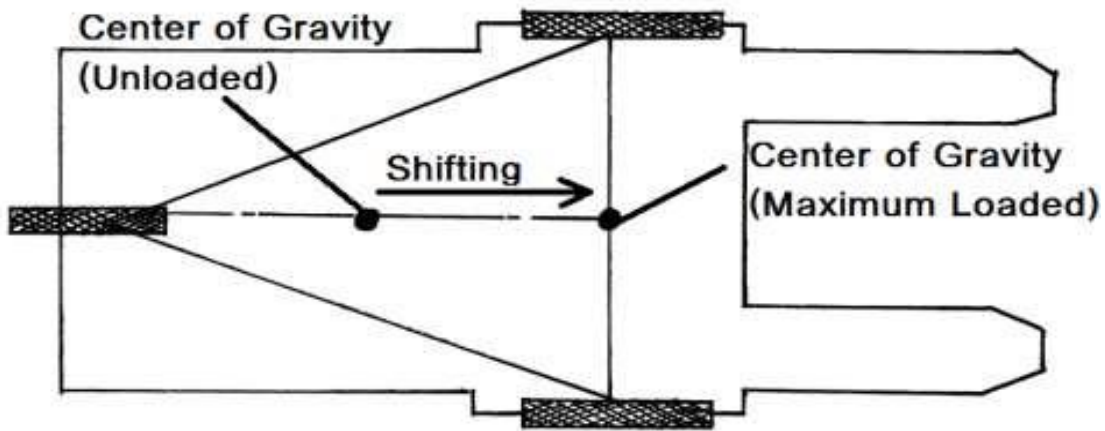 Center of Gravity
(Unloaded)
Shifting
Center of Gravity
(Maximum Loaded)